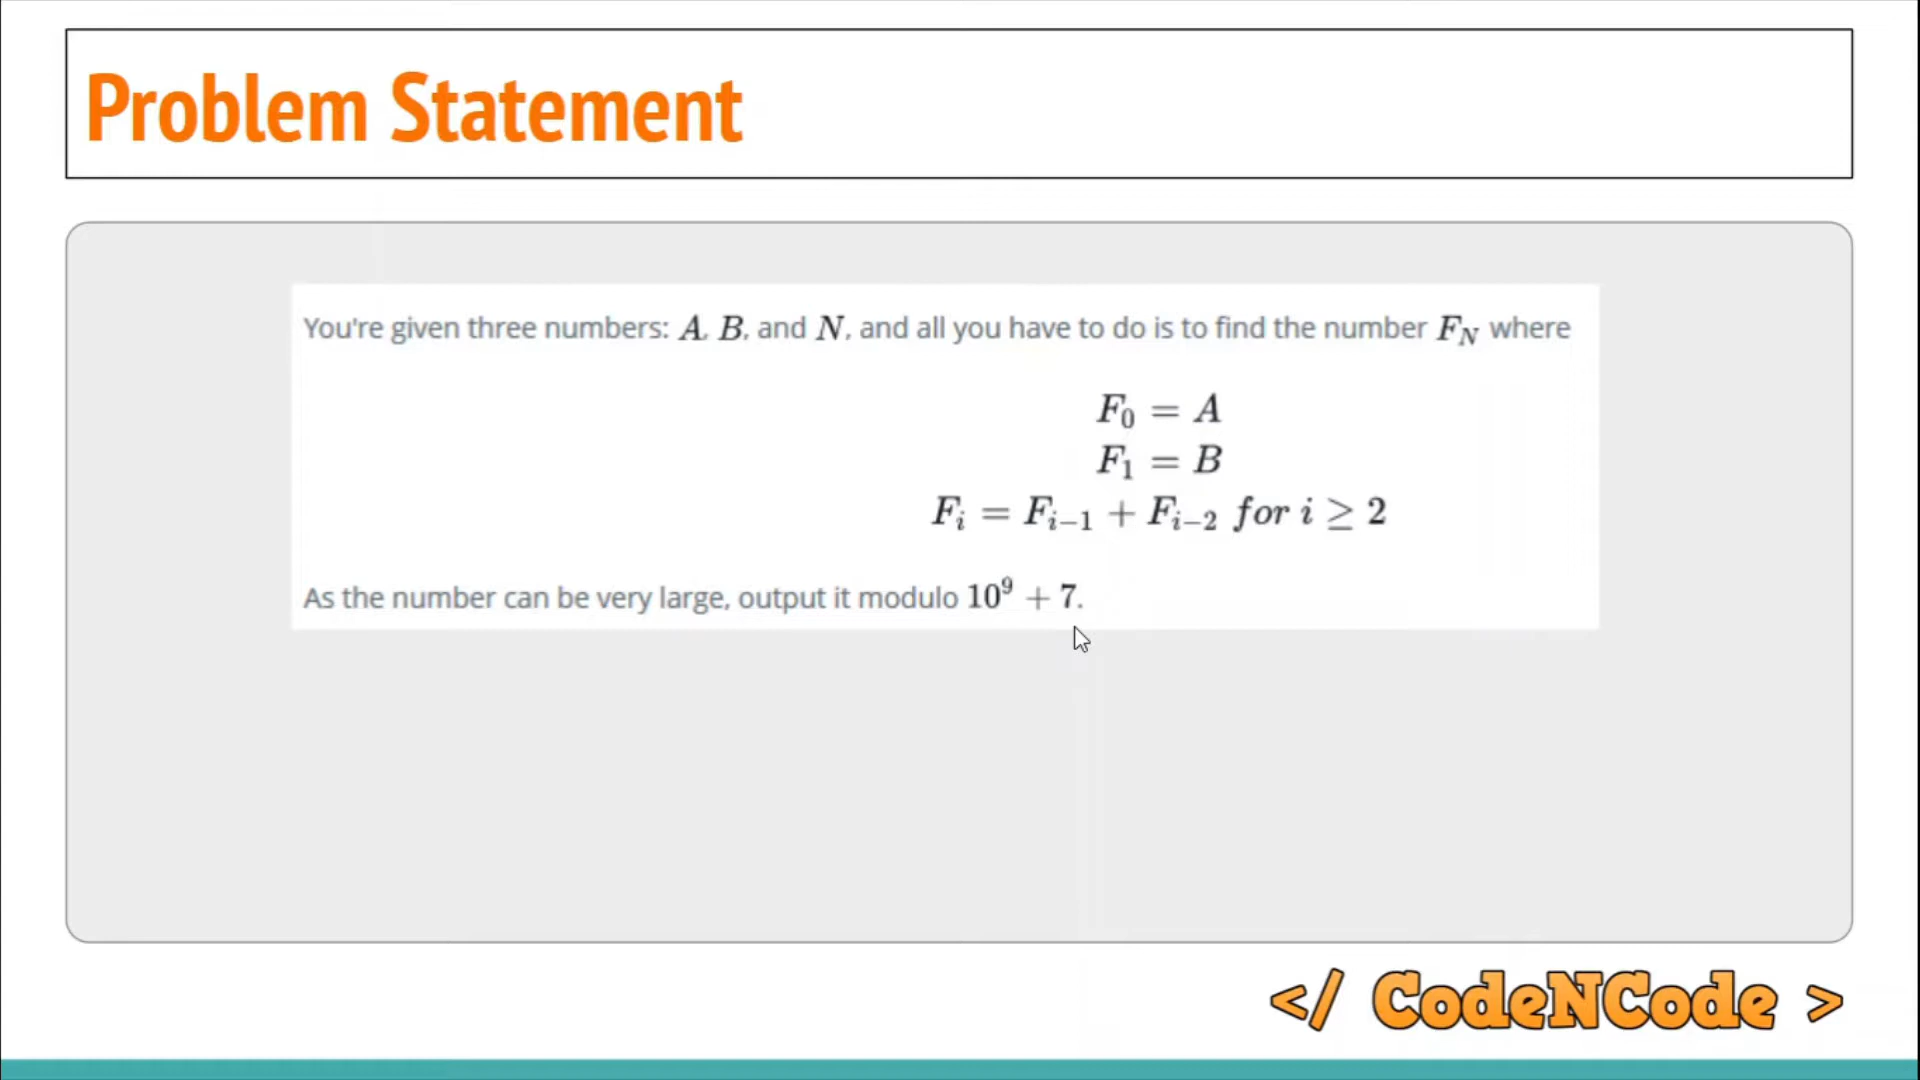 Problem Statement
You're given three numbers: A, B, and N, and all you have to do is to find the number F_N where
F_0 = A
F_1 = B
F_i = F_{i-1} + F_{i-2} for i ≥ 2
As the number can be very large, output it modulo 10^9 + 7.
</ CodeNCode >